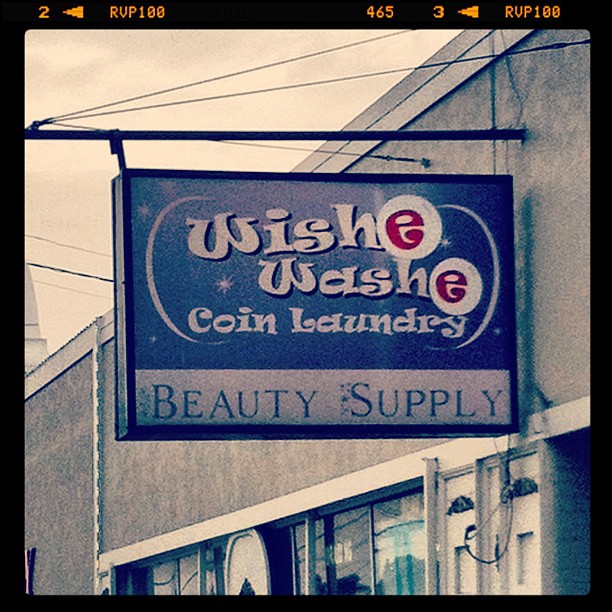 2 RVP100 465 3 RVP100
Wishe
Washe
Coin Laundry
BEAUTY SUPPLY